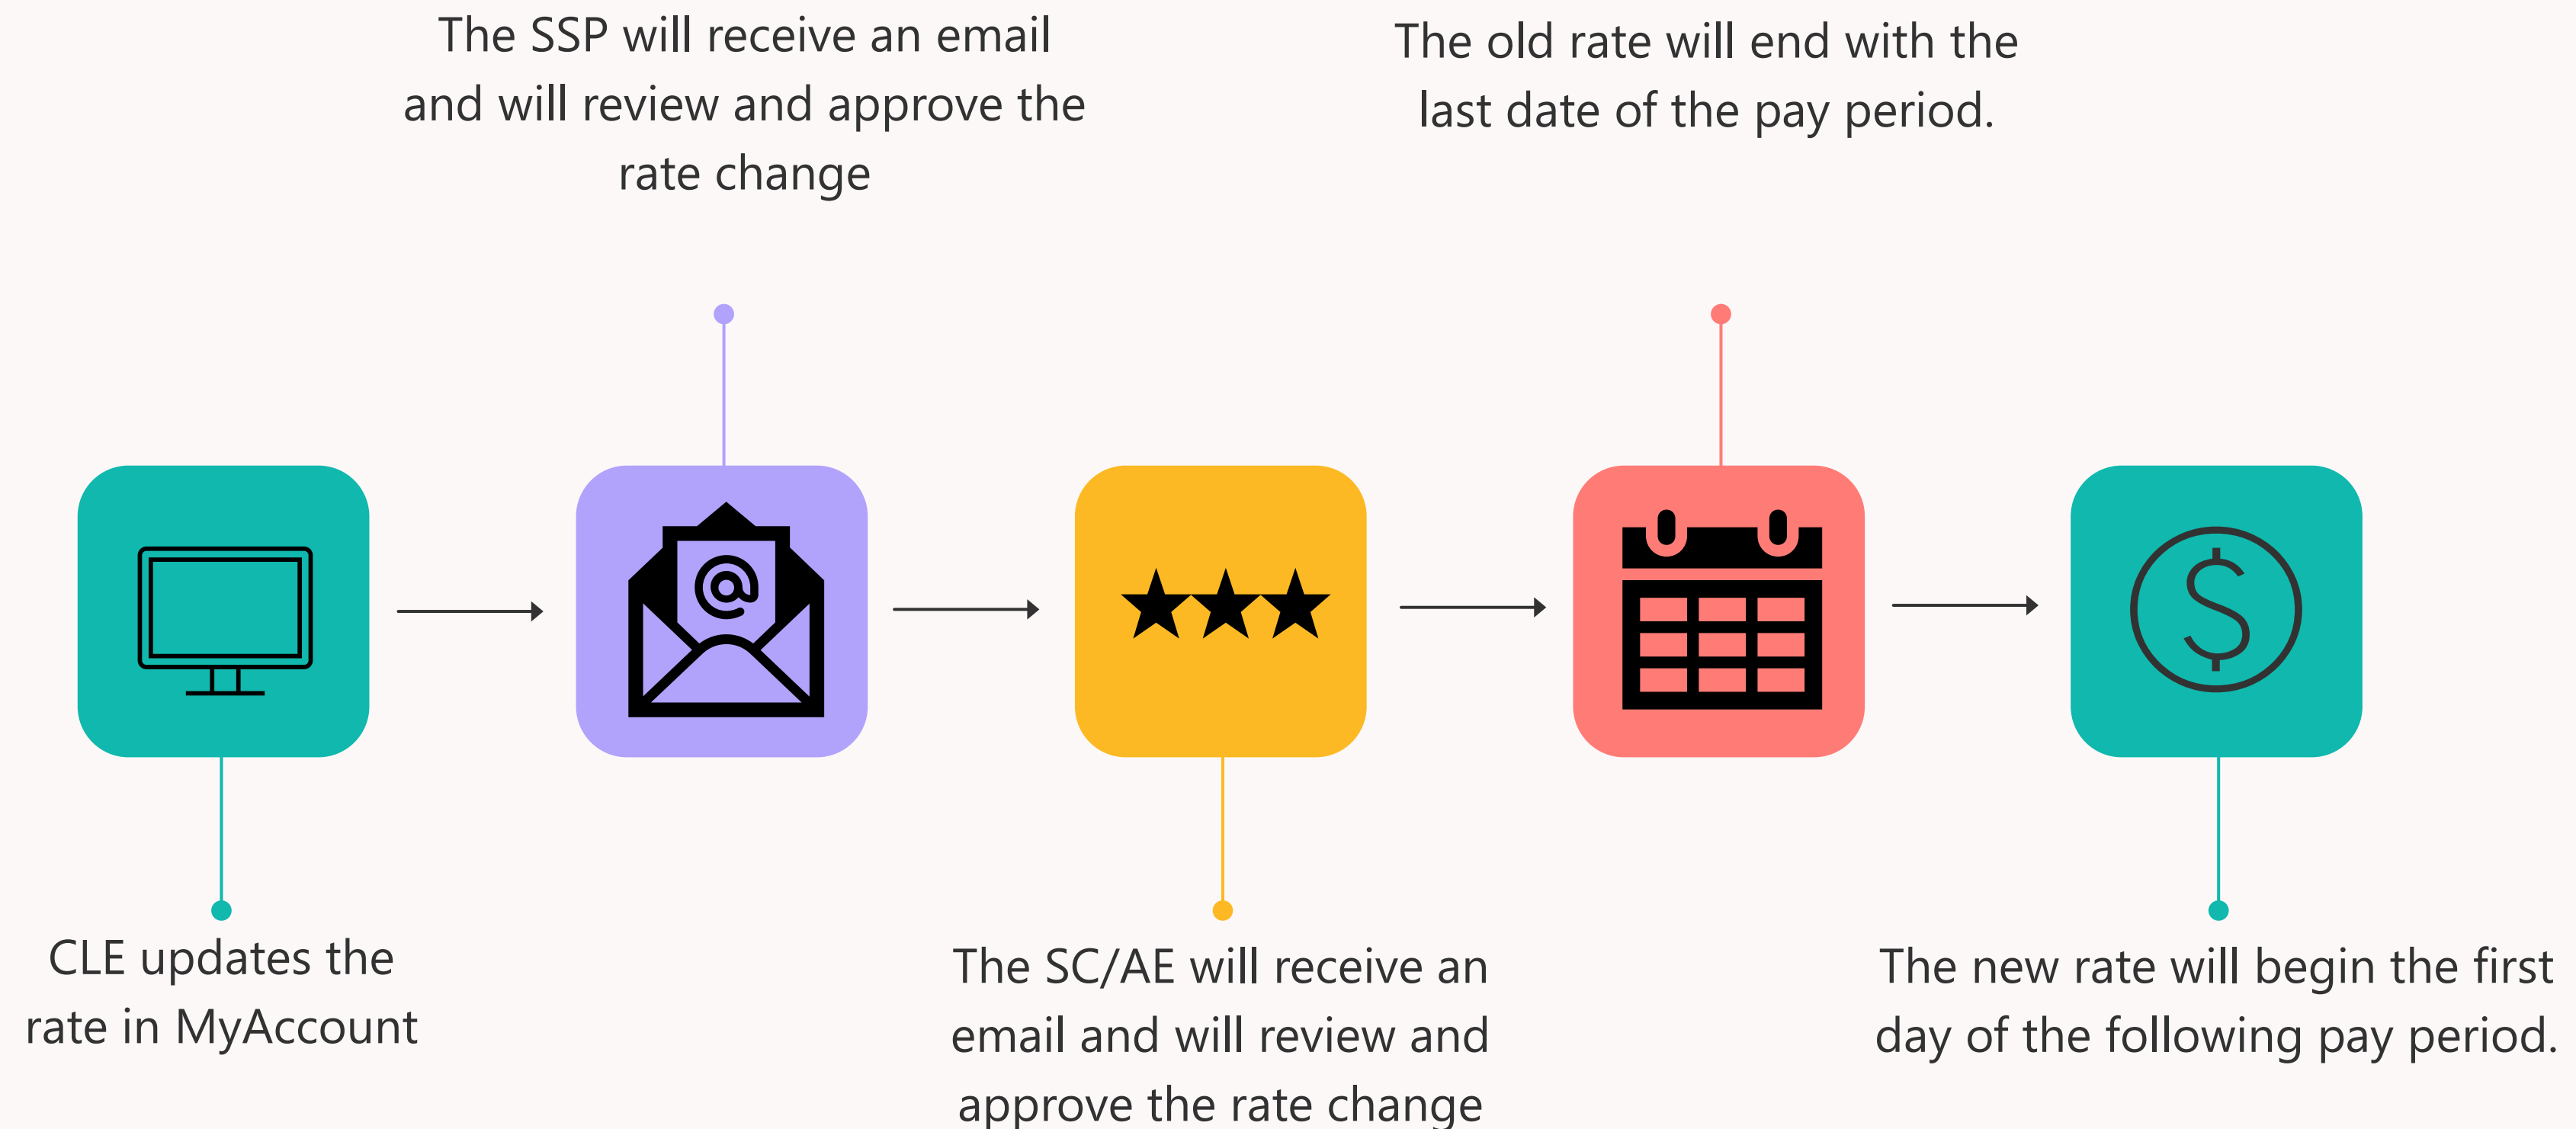 CLE updates the
rate in MyAccount
The SSP will receive an email
and will review and approve the
rate change
The SC/AE will receive an
email and will review and
approve the rate change
The old rate will end with the
last date of the pay period.
The new rate will begin the first
day of the following pay period.